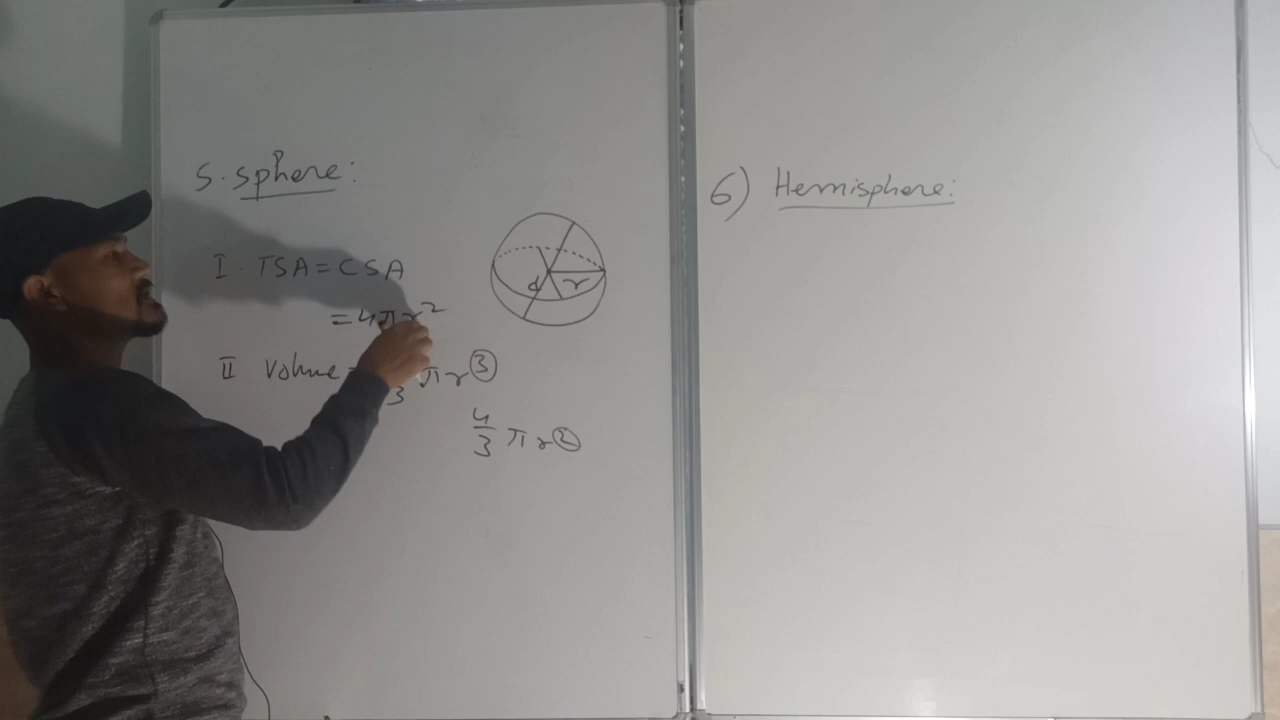 5. sphere:
I. TSA = CSA
= 4πr²
II Volume = 3 πr③
4/3 πr②
d r
6) Hemisphere: